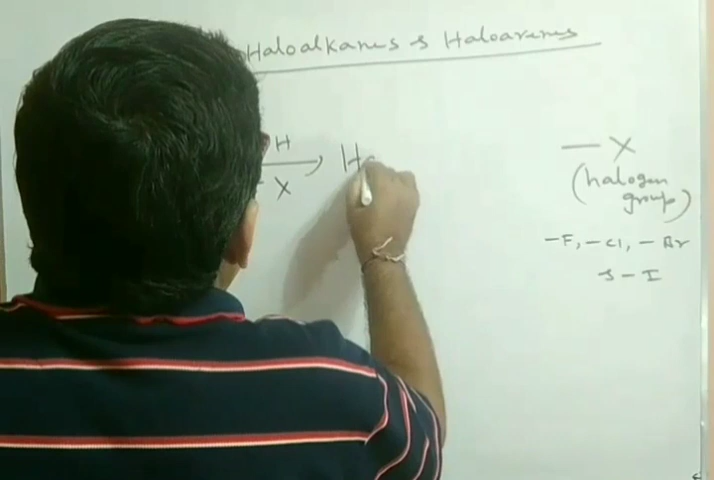 Haloalkanes & Haloarenes
H
X
H
— X
(halogen
group)
–F, –Cl, – Br
& – I